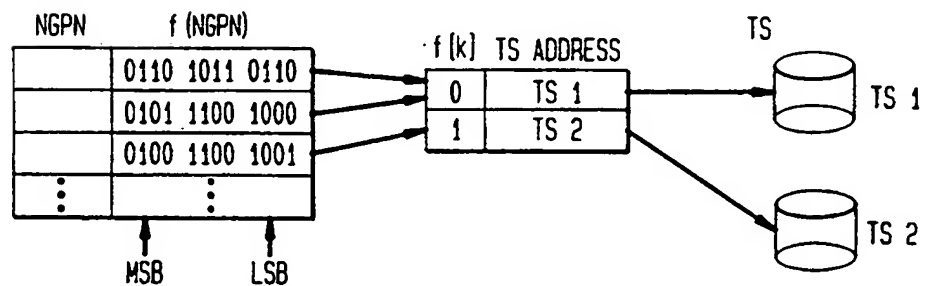 NGPN f (NGPN)
0110 1011 0110
0101 1100 1000
0100 1100 1001
MSB LSB
f (k) TS ADDRESS
0 TS 1
1 TS 2
TS
TS 1
TS 2